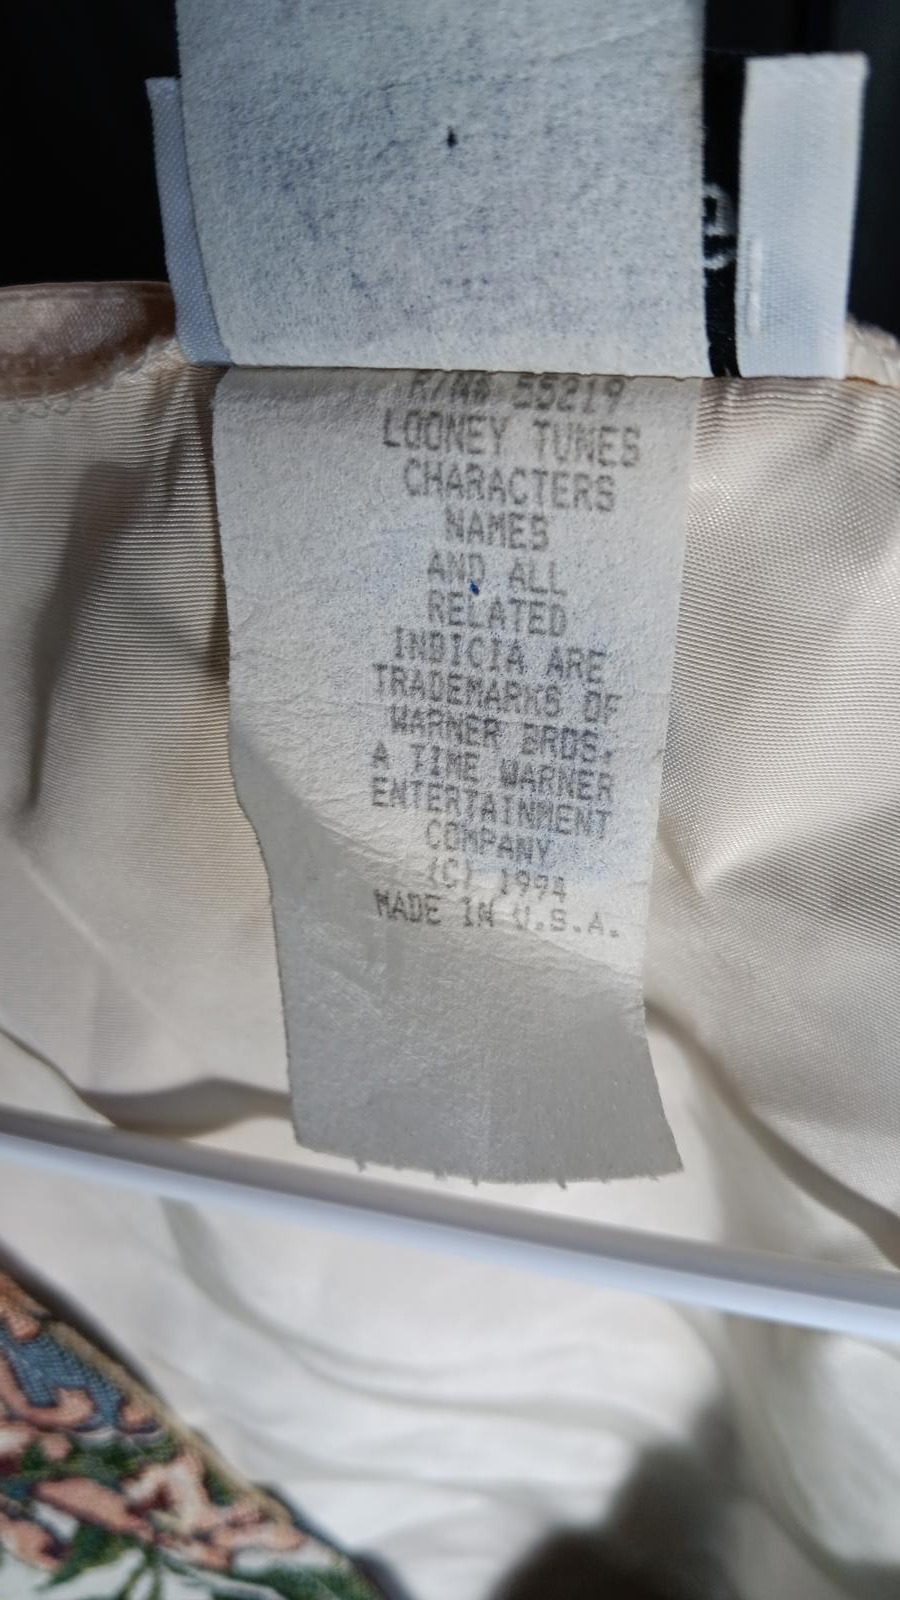 R/N# 55219
LOONEY TUNES
CHARACTERS
NAMES
AND ALL
RELATED
INDICIA ARE
TRADEMARKS OF
WARNER BROS.
A TIME WARNER
ENTERTAINMENT
COMPANY
(C) 1994
MADE IN U.S.A.